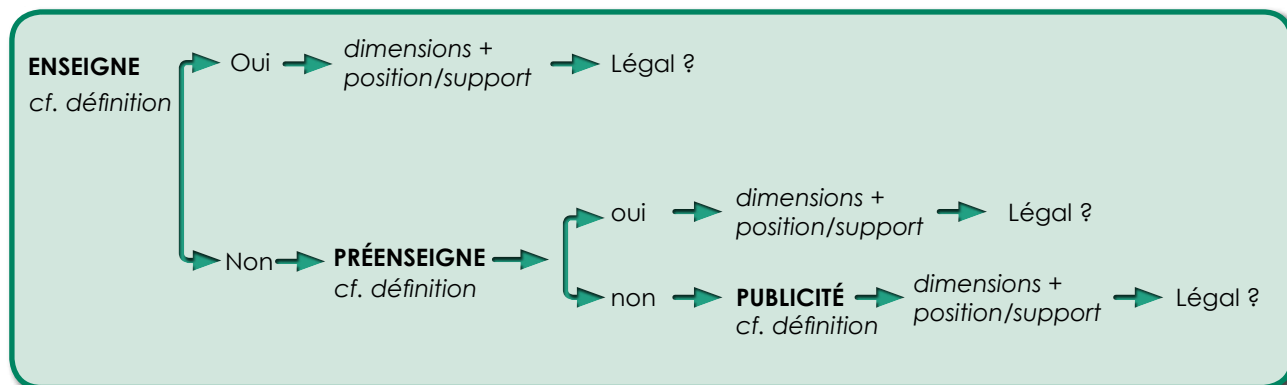 ENSEIGNE
cf. définition
Oui
dimensions +
position/support
Légal ?
Non
PRÉENSEIGNE
cf. définition
oui
dimensions +
position/support
Légal ?
non
PUBLICITÉ
cf. définition
dimensions +
position/support
Légal ?